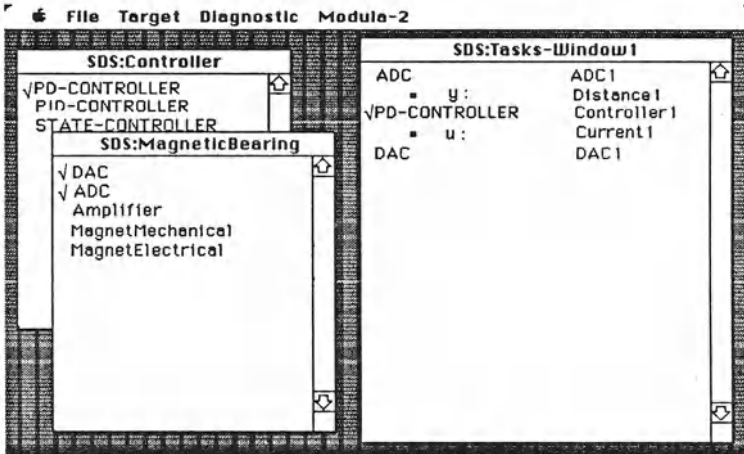 File Target Diagnostic Modula-2
SDS:Controller
√PD-CONTROLLER
PID-CONTROLLER
STATE-CONTROLLER
SDS:MagneticBearing
√ DAC
√ ADC
Amplifier
MagnetMechanical
MagnetElectrical
SDS:Tasks-Window1
ADC ADC1
▪ y: Distance1
√PD-CONTROLLER Controller1
▪ u: Current1
DAC DAC1